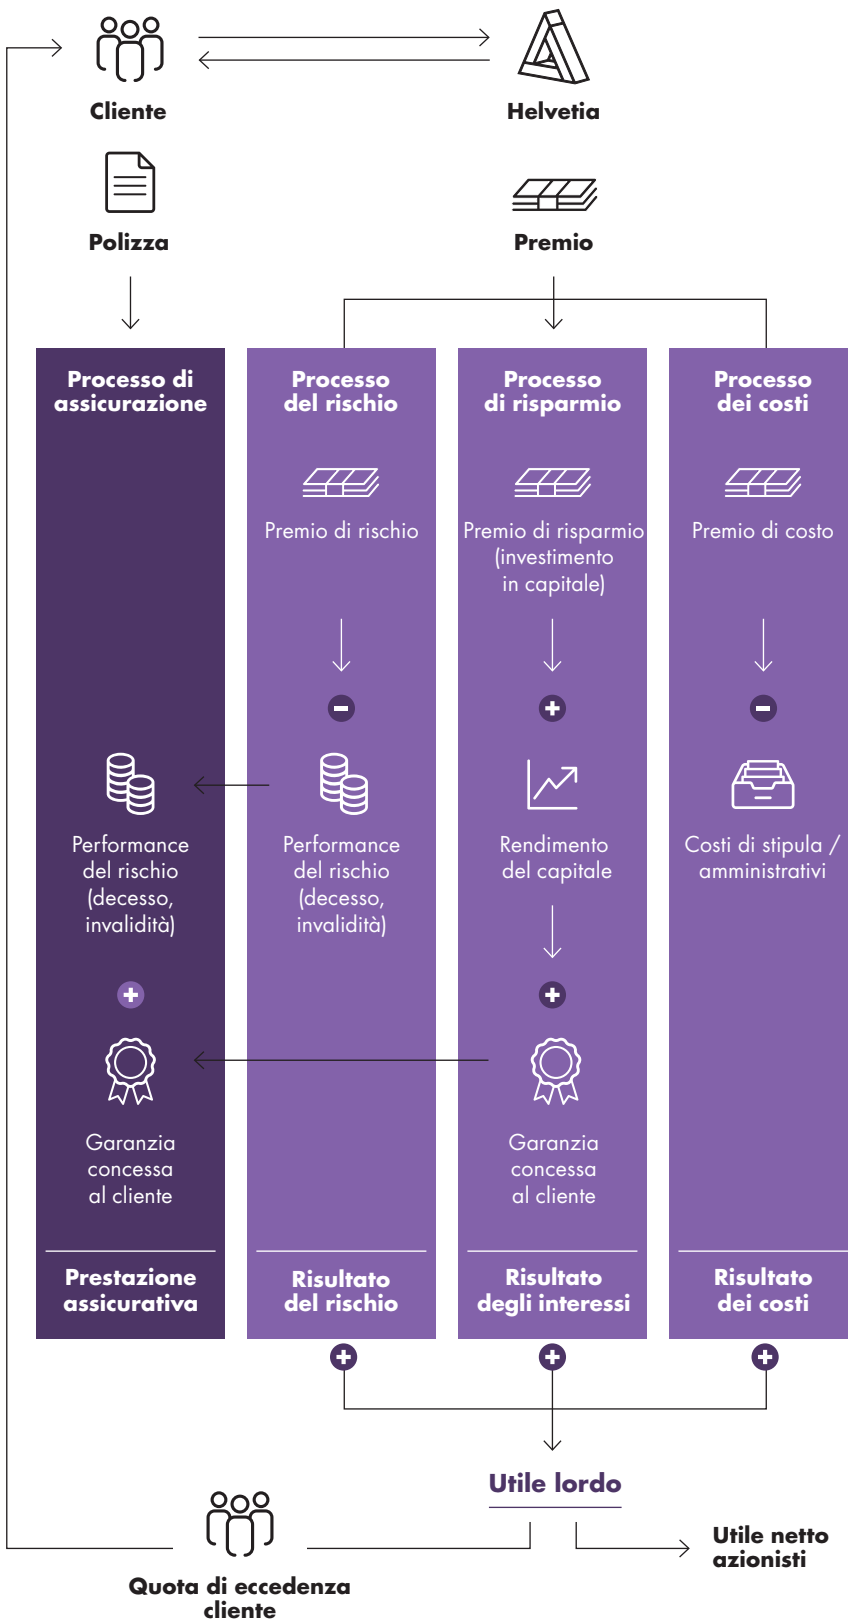 Cliente
Helvetia
Polizza
Premio
Processo di
assicurazione
Processo
del rischio
Processo
di risparmio
Processo
dei costi
Premio di rischio
Premio di risparmio
(investimento
in capitale)
Premio di costo
Performance
del rischio
(decesso,
invalidità)
Performance
del rischio
(decesso,
invalidità)
Rendimento
del capitale
Costi di stipula /
amministrativi
Garanzia
concessa
al cliente
Garanzia
concessa
al cliente
Prestazione
assicurativa
Risultato
del rischio
Risultato
degli interessi
Risultato
dei costi
Utile lordo
Utile netto
azionisti
Quota di eccedenza
cliente